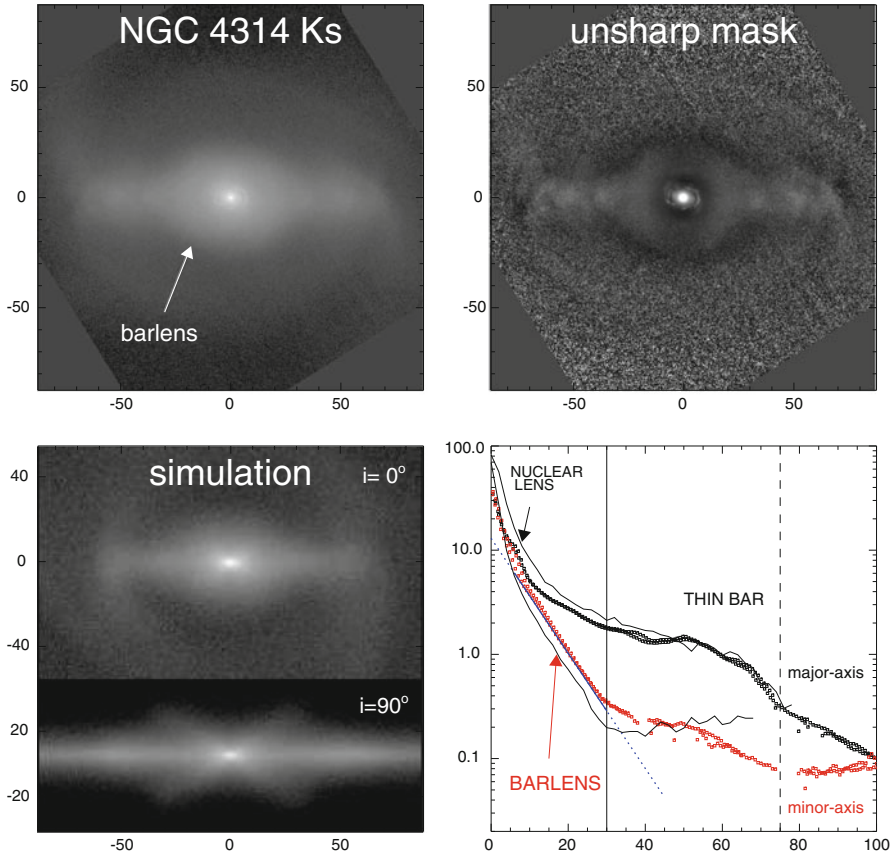 NGC 4314 Ks
50
0
-50
barlens
-50
0
50
unsharp mask
50
0
-50
-50
0
50
simulation
i= 0°
40
0
-40
i=90°
20
0
-20
-50
0
50
100.0
10.0
1.0
0.1
NUCLEAR
LENS
THIN BAR
major-axis
BARLENS
minor-axis
0
20
40
60
80
100